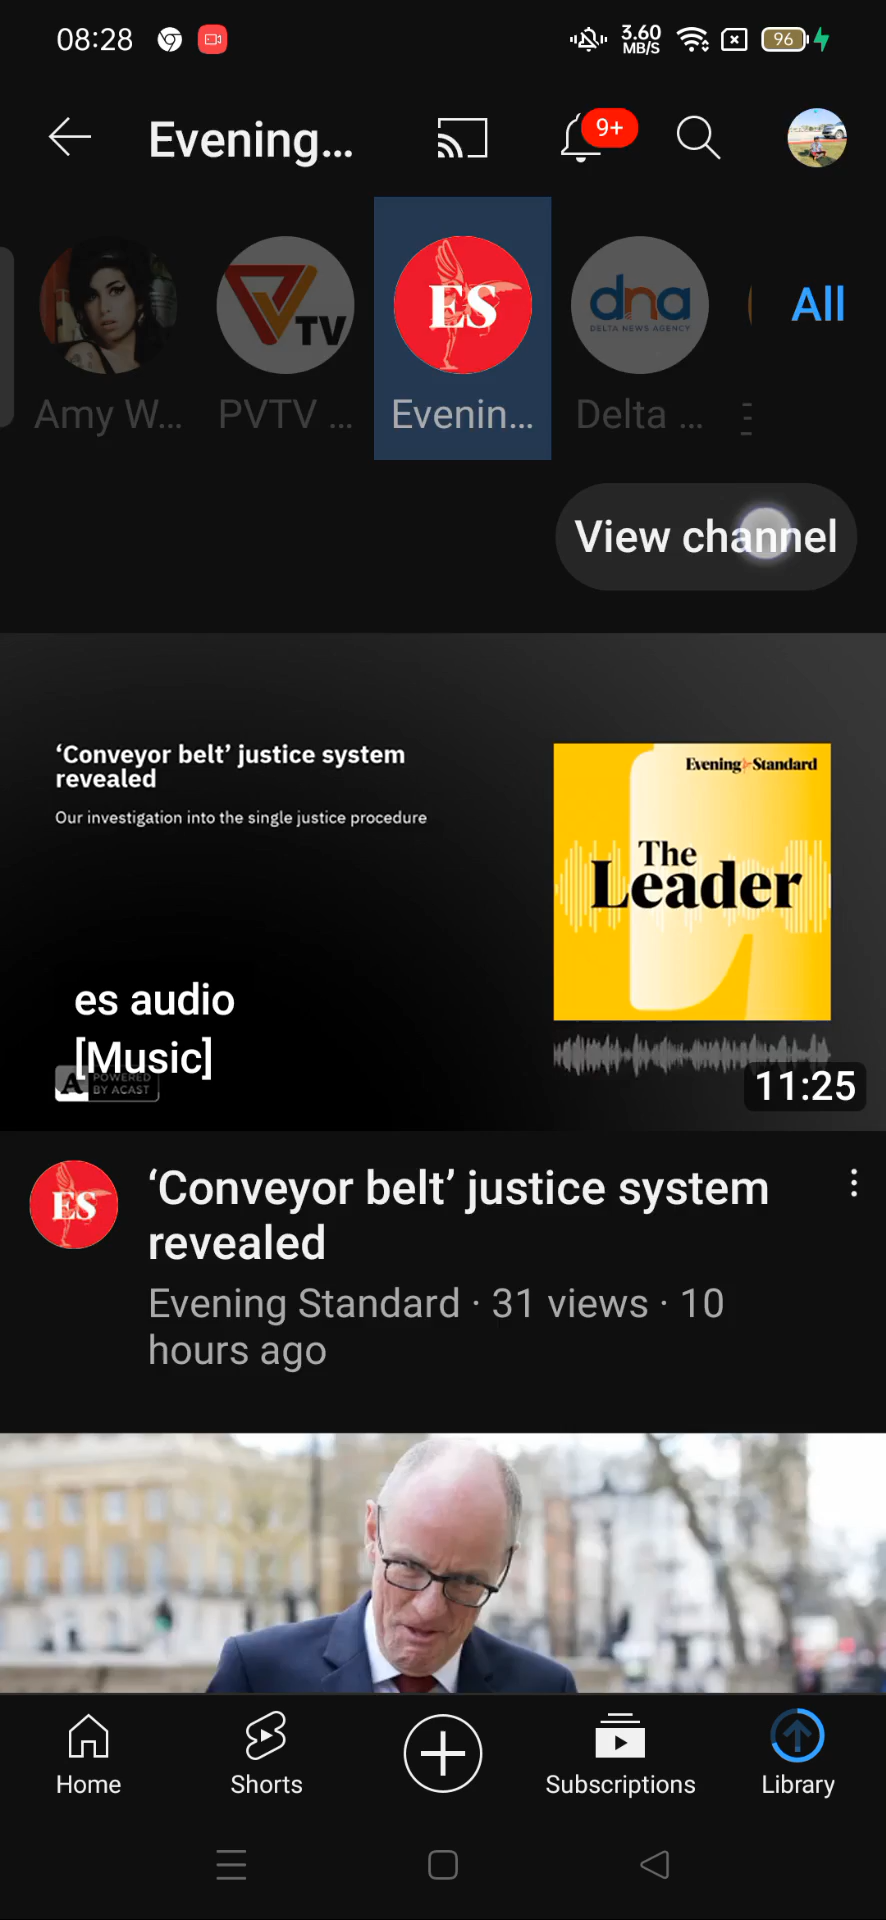 08:28
3.60
MB/S
96
Evening...
9+
TV
ES
dna
DELTA NEWS AGENCY
All
Amy W...
PVTV ...
Evenin...
Delta ...
View channel
‘Conveyor belt’ justice system
revealed
Our investigation into the single justice procedure
Evening Standard
The
Leader
es audio
[Music]
A POWERED
BY ACAST
11:25
ES
‘Conveyor belt’ justice system
revealed
Evening Standard · 31 views · 10
hours ago
Home
Shorts
Subscriptions
Library